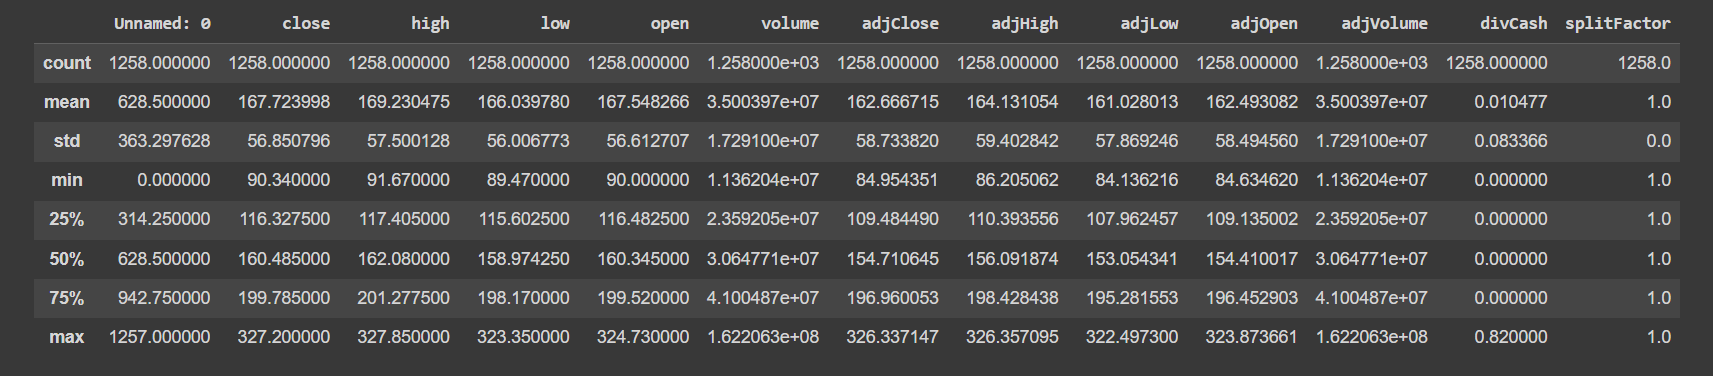 Unnamed: 0 close high low open volume adjClose adjHigh adjLow adjOpen adjVolume divCash splitFactor
count 1258.000000 1258.000000 1258.000000 1258.000000 1258.000000 1.258000e+03 1258.000000 1258.000000 1258.000000 1258.000000 1.258000e+03 1258.000000 1258.0
mean 628.500000 167.723998 169.230475 166.039780 167.548266 3.500397e+07 162.666715 164.131054 161.028013 162.493082 3.500397e+07 0.010477 1.0
std 363.297628 56.850796 57.500128 56.006773 56.612707 1.729100e+07 58.733820 59.402842 57.869246 58.494560 1.729100e+07 0.083366 0.0
min 0.000000 90.340000 91.670000 89.470000 90.000000 1.136204e+07 84.954351 86.205062 84.136216 84.634620 1.136204e+07 0.000000 1.0
25% 314.250000 116.327500 117.405000 115.602500 116.482500 2.359205e+07 109.484490 110.393556 107.962457 109.135002 2.359205e+07 0.000000 1.0
50% 628.500000 160.485000 162.080000 158.974250 160.345000 3.064771e+07 154.710645 156.091874 153.054341 154.410017 3.064771e+07 0.000000 1.0
75% 942.750000 199.785000 201.277500 198.170000 199.520000 4.100487e+07 196.960053 198.428438 195.281553 196.452903 4.100487e+07 0.000000 1.0
max 1257.000000 327.200000 327.850000 323.350000 324.730000 1.622063e+08 326.337147 326.357095 322.497300 323.873661 1.622063e+08 0.820000 1.0